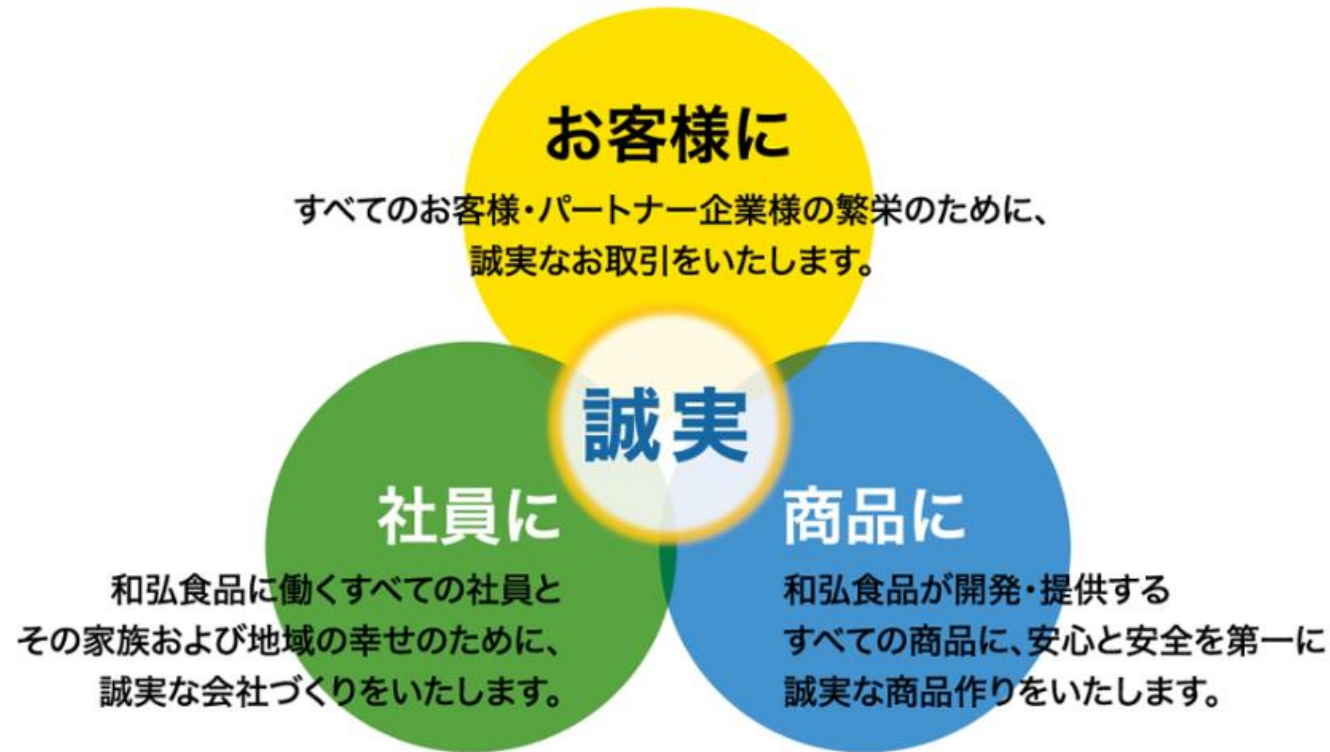 お客様に
すべてのお客様・パートナー企業様の繁栄のために、
誠実なお取引をいたします。
誠実
社員に
和弘食品に働くすべての社員と
その家族および地域の幸せのために、
誠実な会社づくりをいたします。
商品に
和弘食品が開発・提供する
すべての商品に、安心と安全を第一に
誠実な商品作りをいたします。